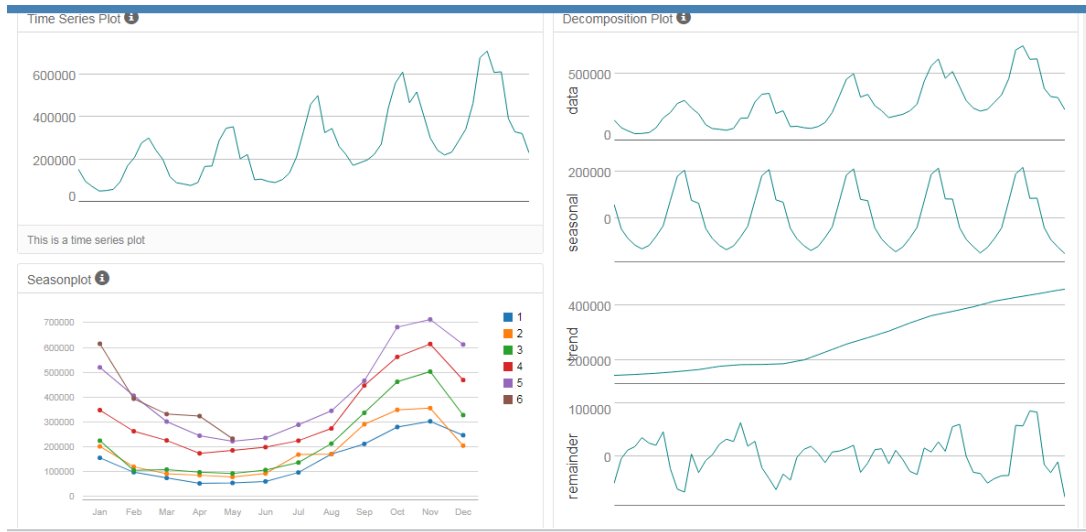 Time Series Plot
600000
400000
200000
0
This is a time series plot
Seasonplot
700000
600000
500000
400000
300000
200000
100000
0
Jan Feb Mar Apr May Jun Jul Aug Sep Oct Nov Dec
1
2
3
4
5
6
Decomposition Plot
500000
0
data
200000
0
seasonal
400000
200000
trend
100000
0
remainder